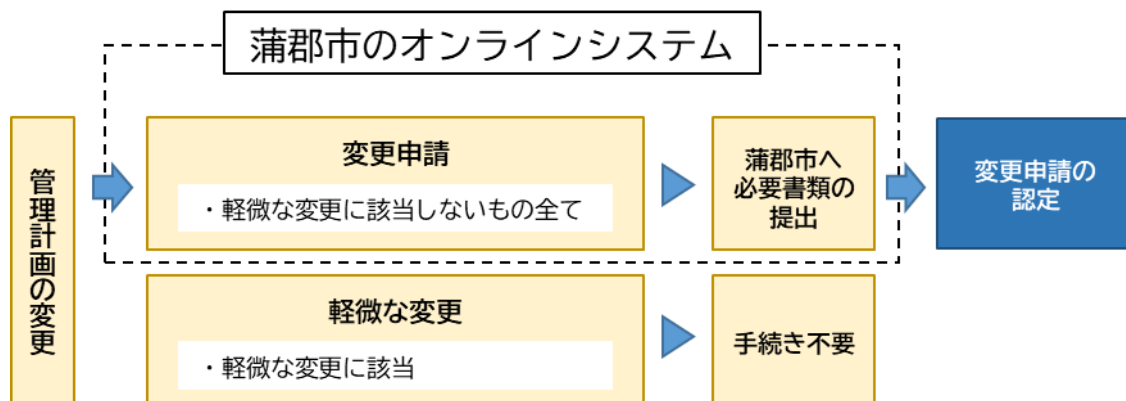 蒲郡市のオンラインシステム
管理計画の変更
変更申請
・軽微な変更に該当しないもの全て
蒲郡市へ
必要書類の
提出
変更申請の
認定
軽微な変更
・軽微な変更に該当
手続き不要